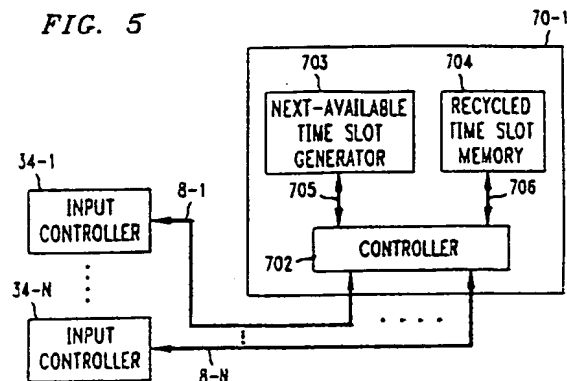 FIG. 5
70-1
703
704
NEXT-AVAILABLE
TIME SLOT
GENERATOR
RECYCLED
TIME SLOT
MEMORY
705
706
34-1
8-1
INPUT
CONTROLLER
702
CONTROLLER
34-N
INPUT
CONTROLLER
8-N